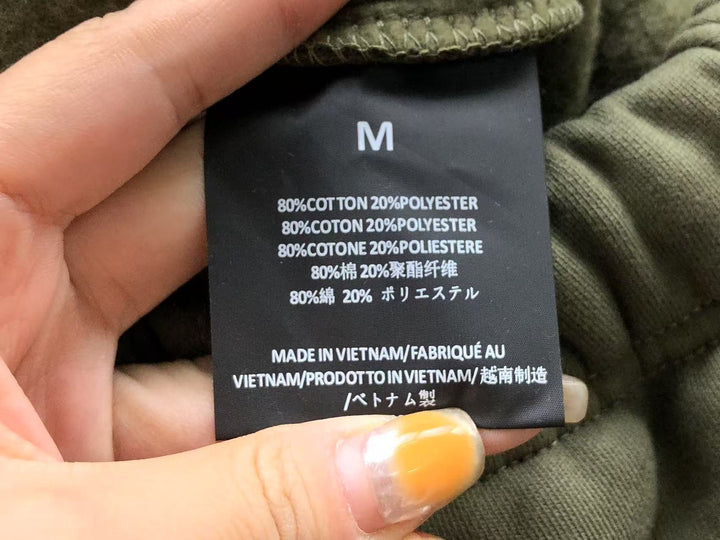 M
80%COTTON 20%POLYESTER
80%COTON 20%POLYESTER
80%COTONE 20%POLIESTERE
80%棉 20%聚酯纤维
80%綿 20% ポリエステル
MADE IN VIETNAM/FABRIQUÉ AU
VIETNAM/PRODOTTO IN VIETNAM/ 越南制造
/ベトナム製